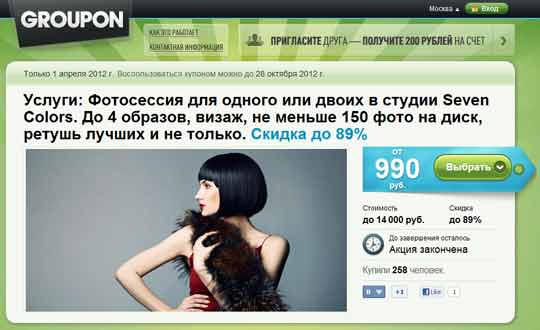 GROUPON
КАК ЭТО РАБОТАЕТ
КОНТАКТНАЯ ИНФОРМАЦИЯ
ПРИГЛАСИТЕ ДРУГА — ПОЛУЧИТЕ 200 РУБЛЕЙ НА СЧЕТ
Москва
Вход
Только 1 апреля 2012 г. Воспользоваться купоном можно до 28 октября 2012 г.
Услуги: Фотосессия для одного или двоих в студии Seven
Colors. До 4 образов, визаж, не меньше 150 фото на диск,
ретушь лучших и не только. Скидка до 89%
от
990
руб.
Выбрать
Стоимость
до 14 000 руб.
Скидка
до 89%
До завершения осталось
Акция закончена
Купили 258 человек.
В
+1
Like
1